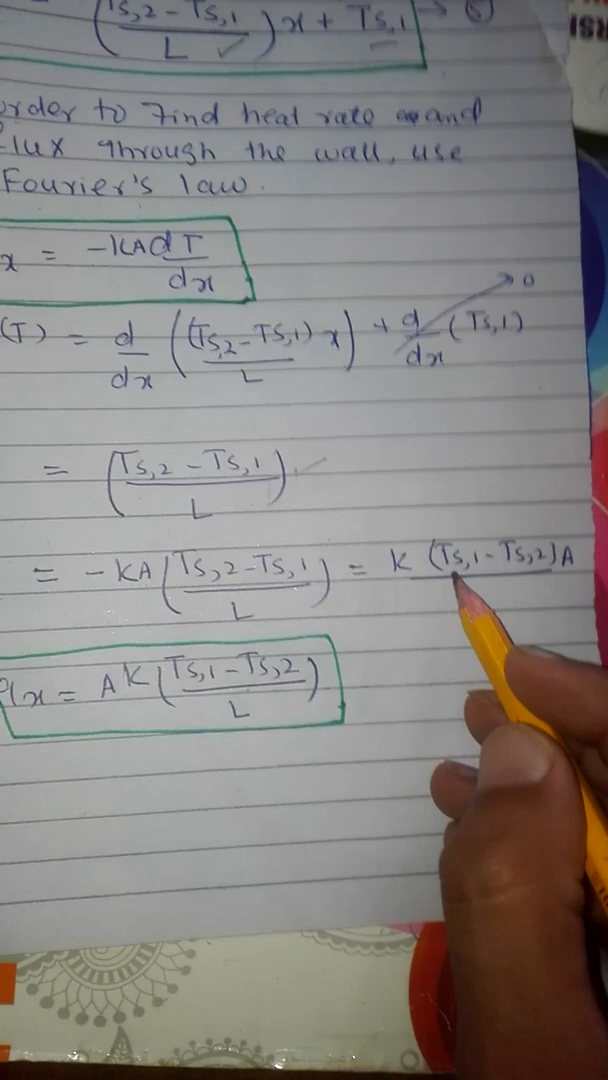 (Ts,2 - Ts,1 / L) x + Ts,1 → 6
order to Find heat rate and
flux through the wall, use
Fourier's law.
x = -KA dT/dx
(T) = d/dx ((Ts,2 - Ts,1) x / L) + d/dx (Ts,1) → 0
= (Ts,2 - Ts,1 / L)
= -KA (Ts,2 - Ts,1 / L) = K (Ts,1 - Ts,2) A
qx = AK (Ts,1 - Ts,2 / L)